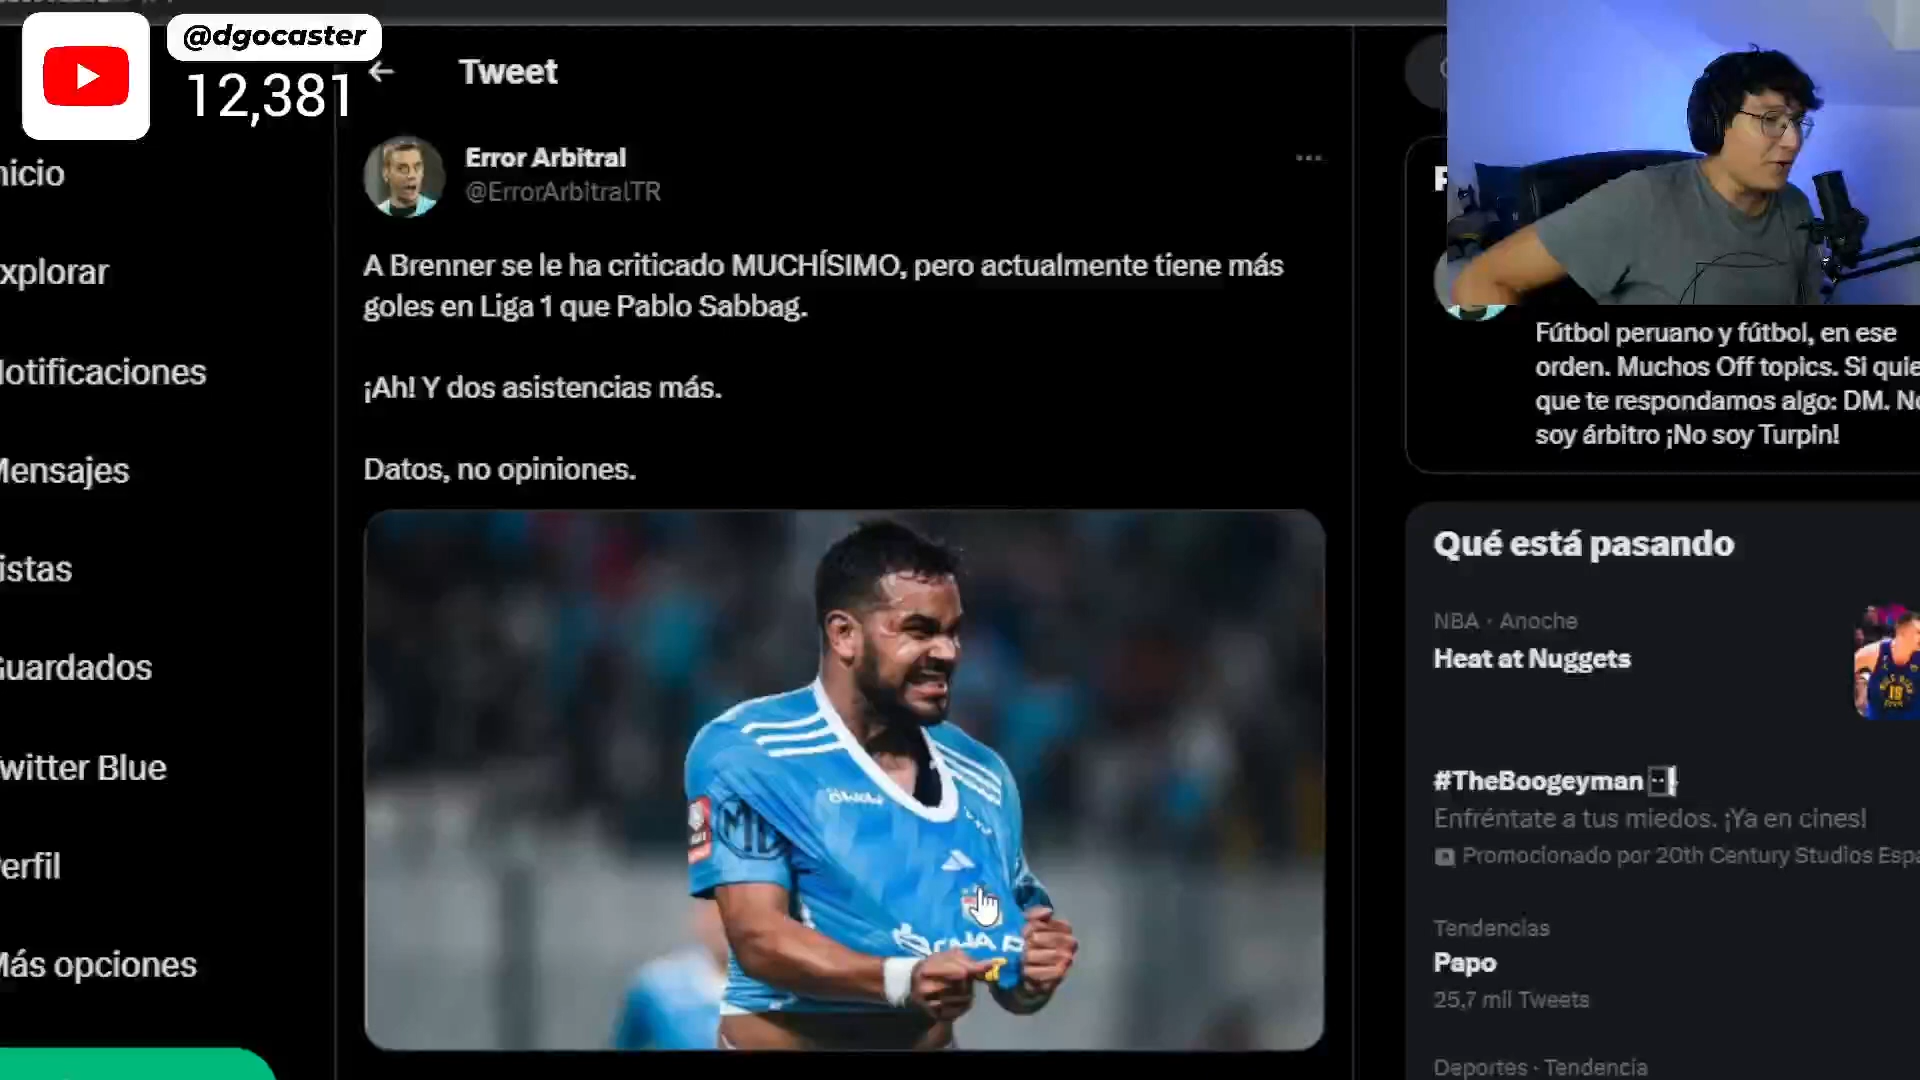 @dgocaster
12,381
Tweet
nicio
xplorar
Notificaciones
Mensajes
istas
Guardados
Twitter Blue
erfil
Más opciones
Error Arbitral
@ErrorArbitralTR
A Brenner se le ha criticado MUCHÍSIMO, pero actualmente tiene más
goles en Liga 1 que Pablo Sabbag.
¡Ah! Y dos asistencias más.
Datos, no opiniones.
Fútbol peruano y fútbol, en ese
orden. Muchos Off topics. Si quie
que te respondamos algo: DM. No
soy árbitro ¡No soy Turpin!
Qué está pasando
NBA · Anoche
Heat at Nuggets
#TheBoogeyman
Enfréntate a tus miedos. ¡Ya en cines!
Promocionado por 20th Century Studios Espa
Tendencias
Papo
25,7 mil Tweets
Deportes · Tendencia